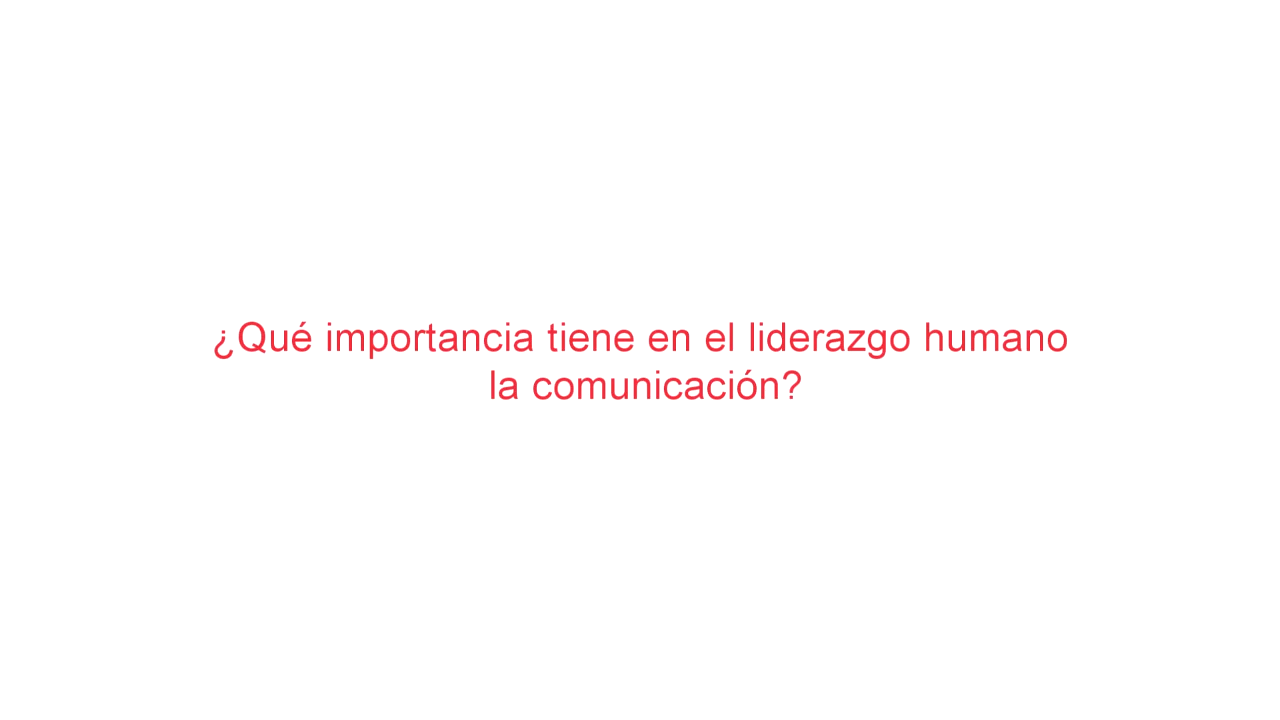 ¿Qué importancia tiene en el liderazgo humano
la comunicación?